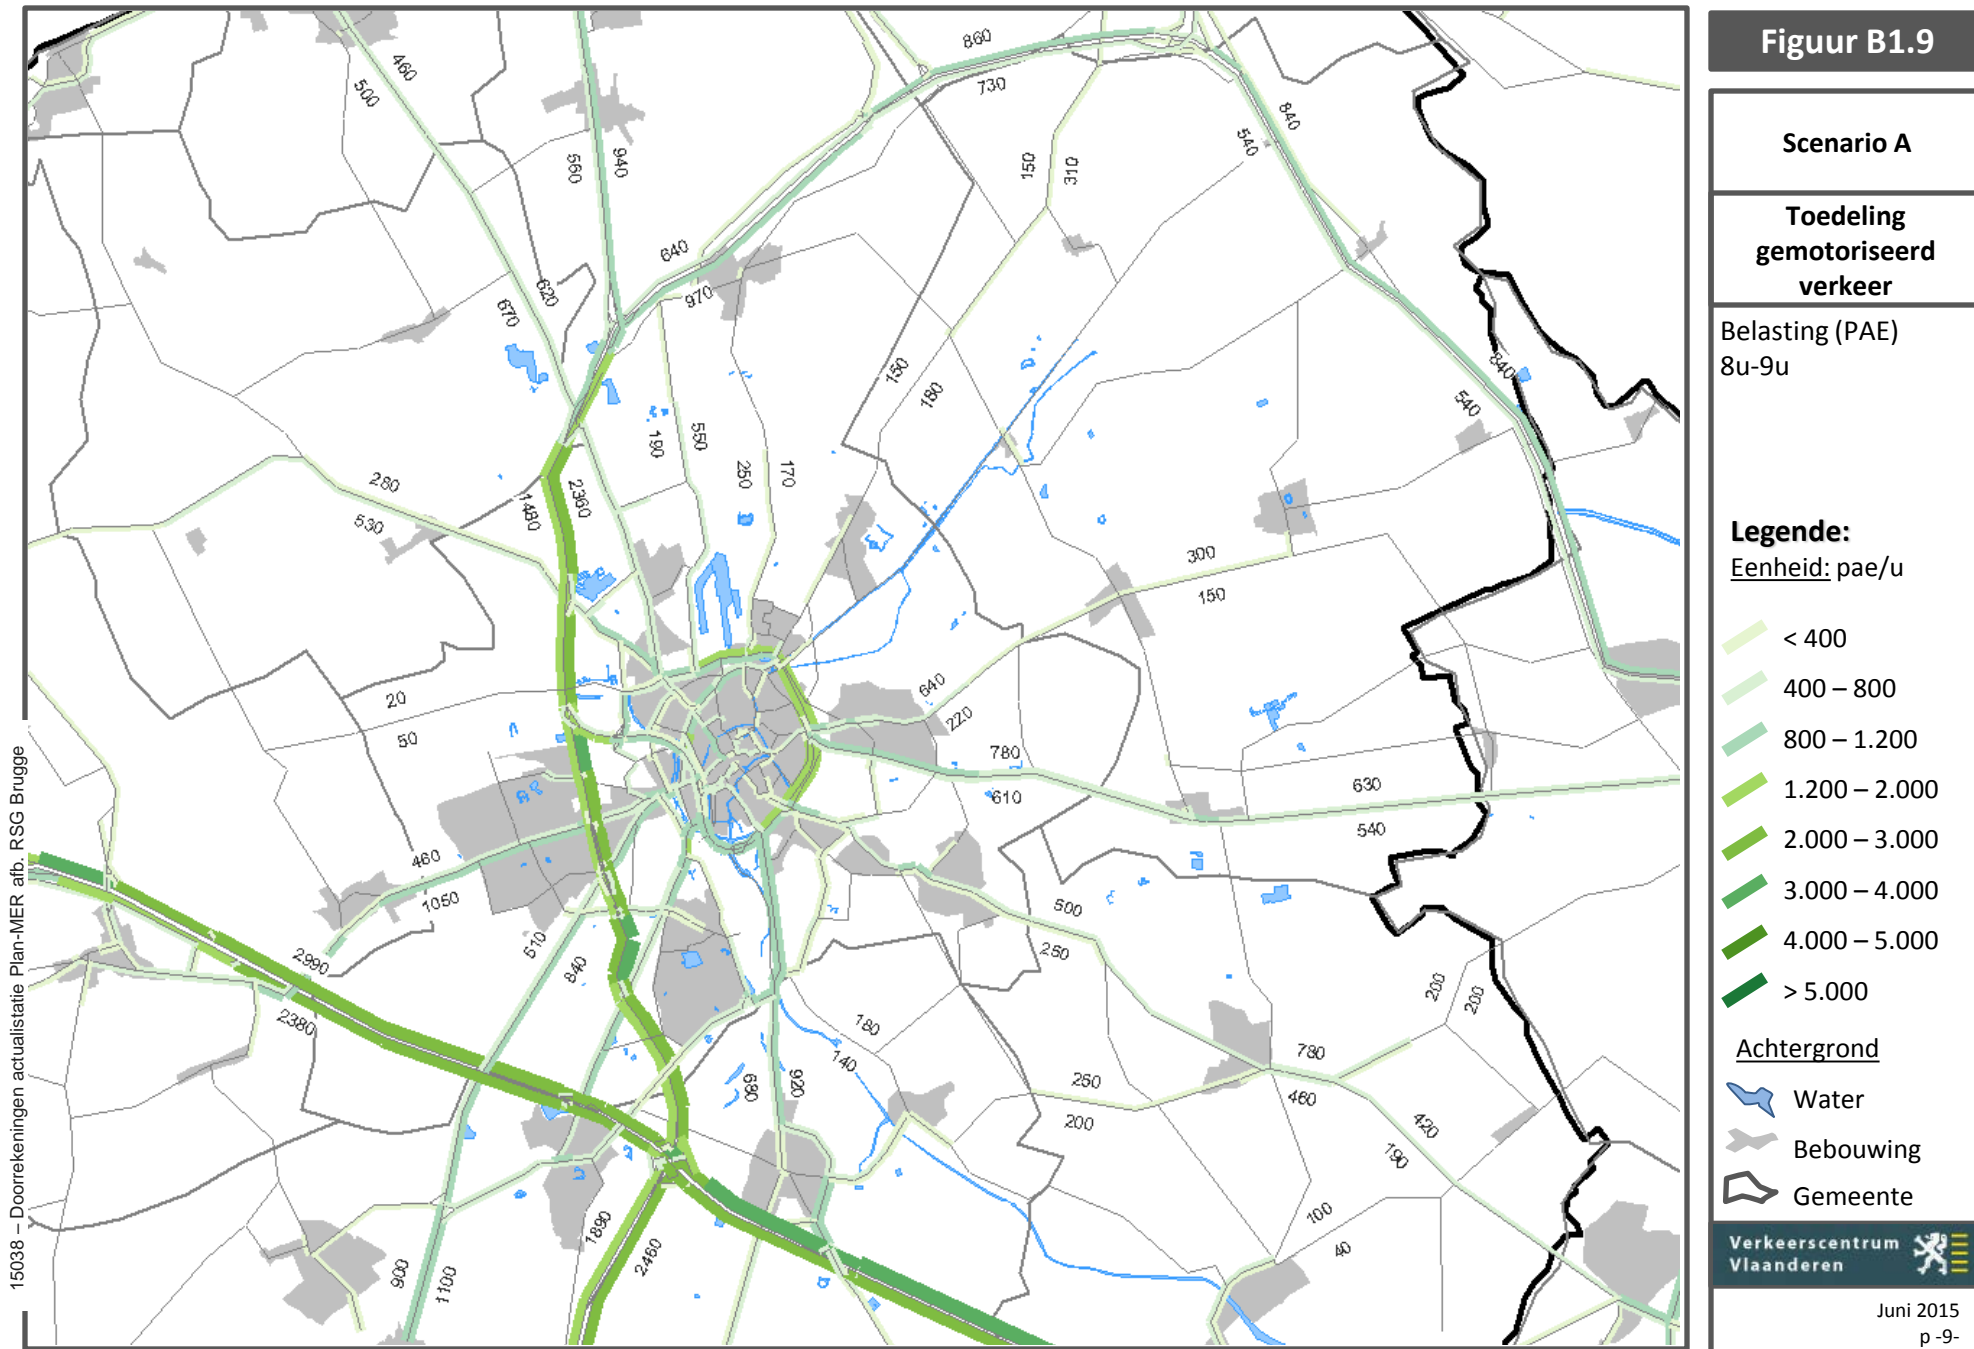 Figuur B1.9
Scenario A
Toedeling
gemotoriseerd
verkeer
Belasting (PAE)
8u-9u
Legende:
Eenheid: pae/u
< 400
400 – 800
800 – 1.200
1.200 – 2.000
2.000 – 3.000
3.000 – 4.000
4.000 – 5.000
> 5.000
Achtergrond
Water
Bebouwing
Gemeente
Verkeerscentrum
Vlaanderen
Juni 2015
p -9-
15038 – Doorrekeningen actualistatie Plan-MER afb. RSG Brugge
460
500
560
940
860
730
840
540
150
310
640
970
620
670
150
180
840
540
190
550
250
170
280
530
1480
2360
300
150
20
50
640
220
780
610
630
540
460
1050
500
250
610
840
2990
2380
200
200
180
140
680
920
780
460
250
200
420
190
100
40
1890
2460
900
1100